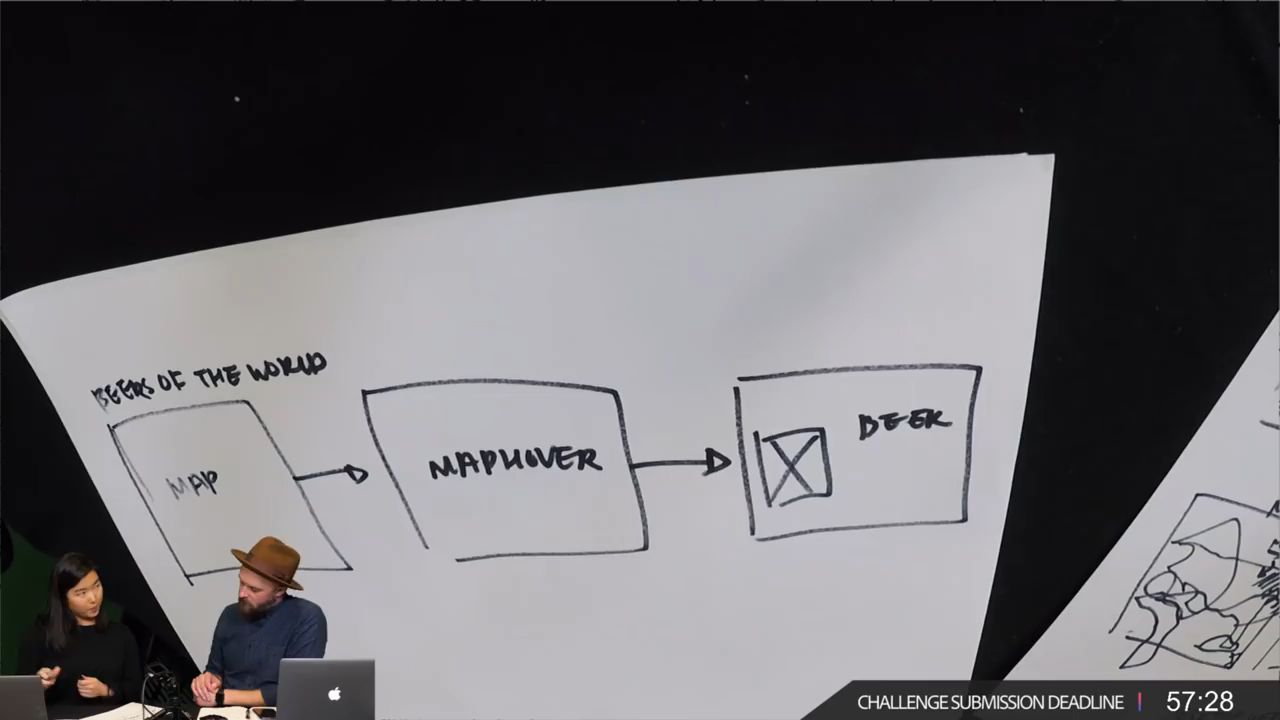 BEERS OF THE WORLD
MAP
MAPHOVER
BEER
CHALLENGE SUBMISSION DEADLINE
57:28